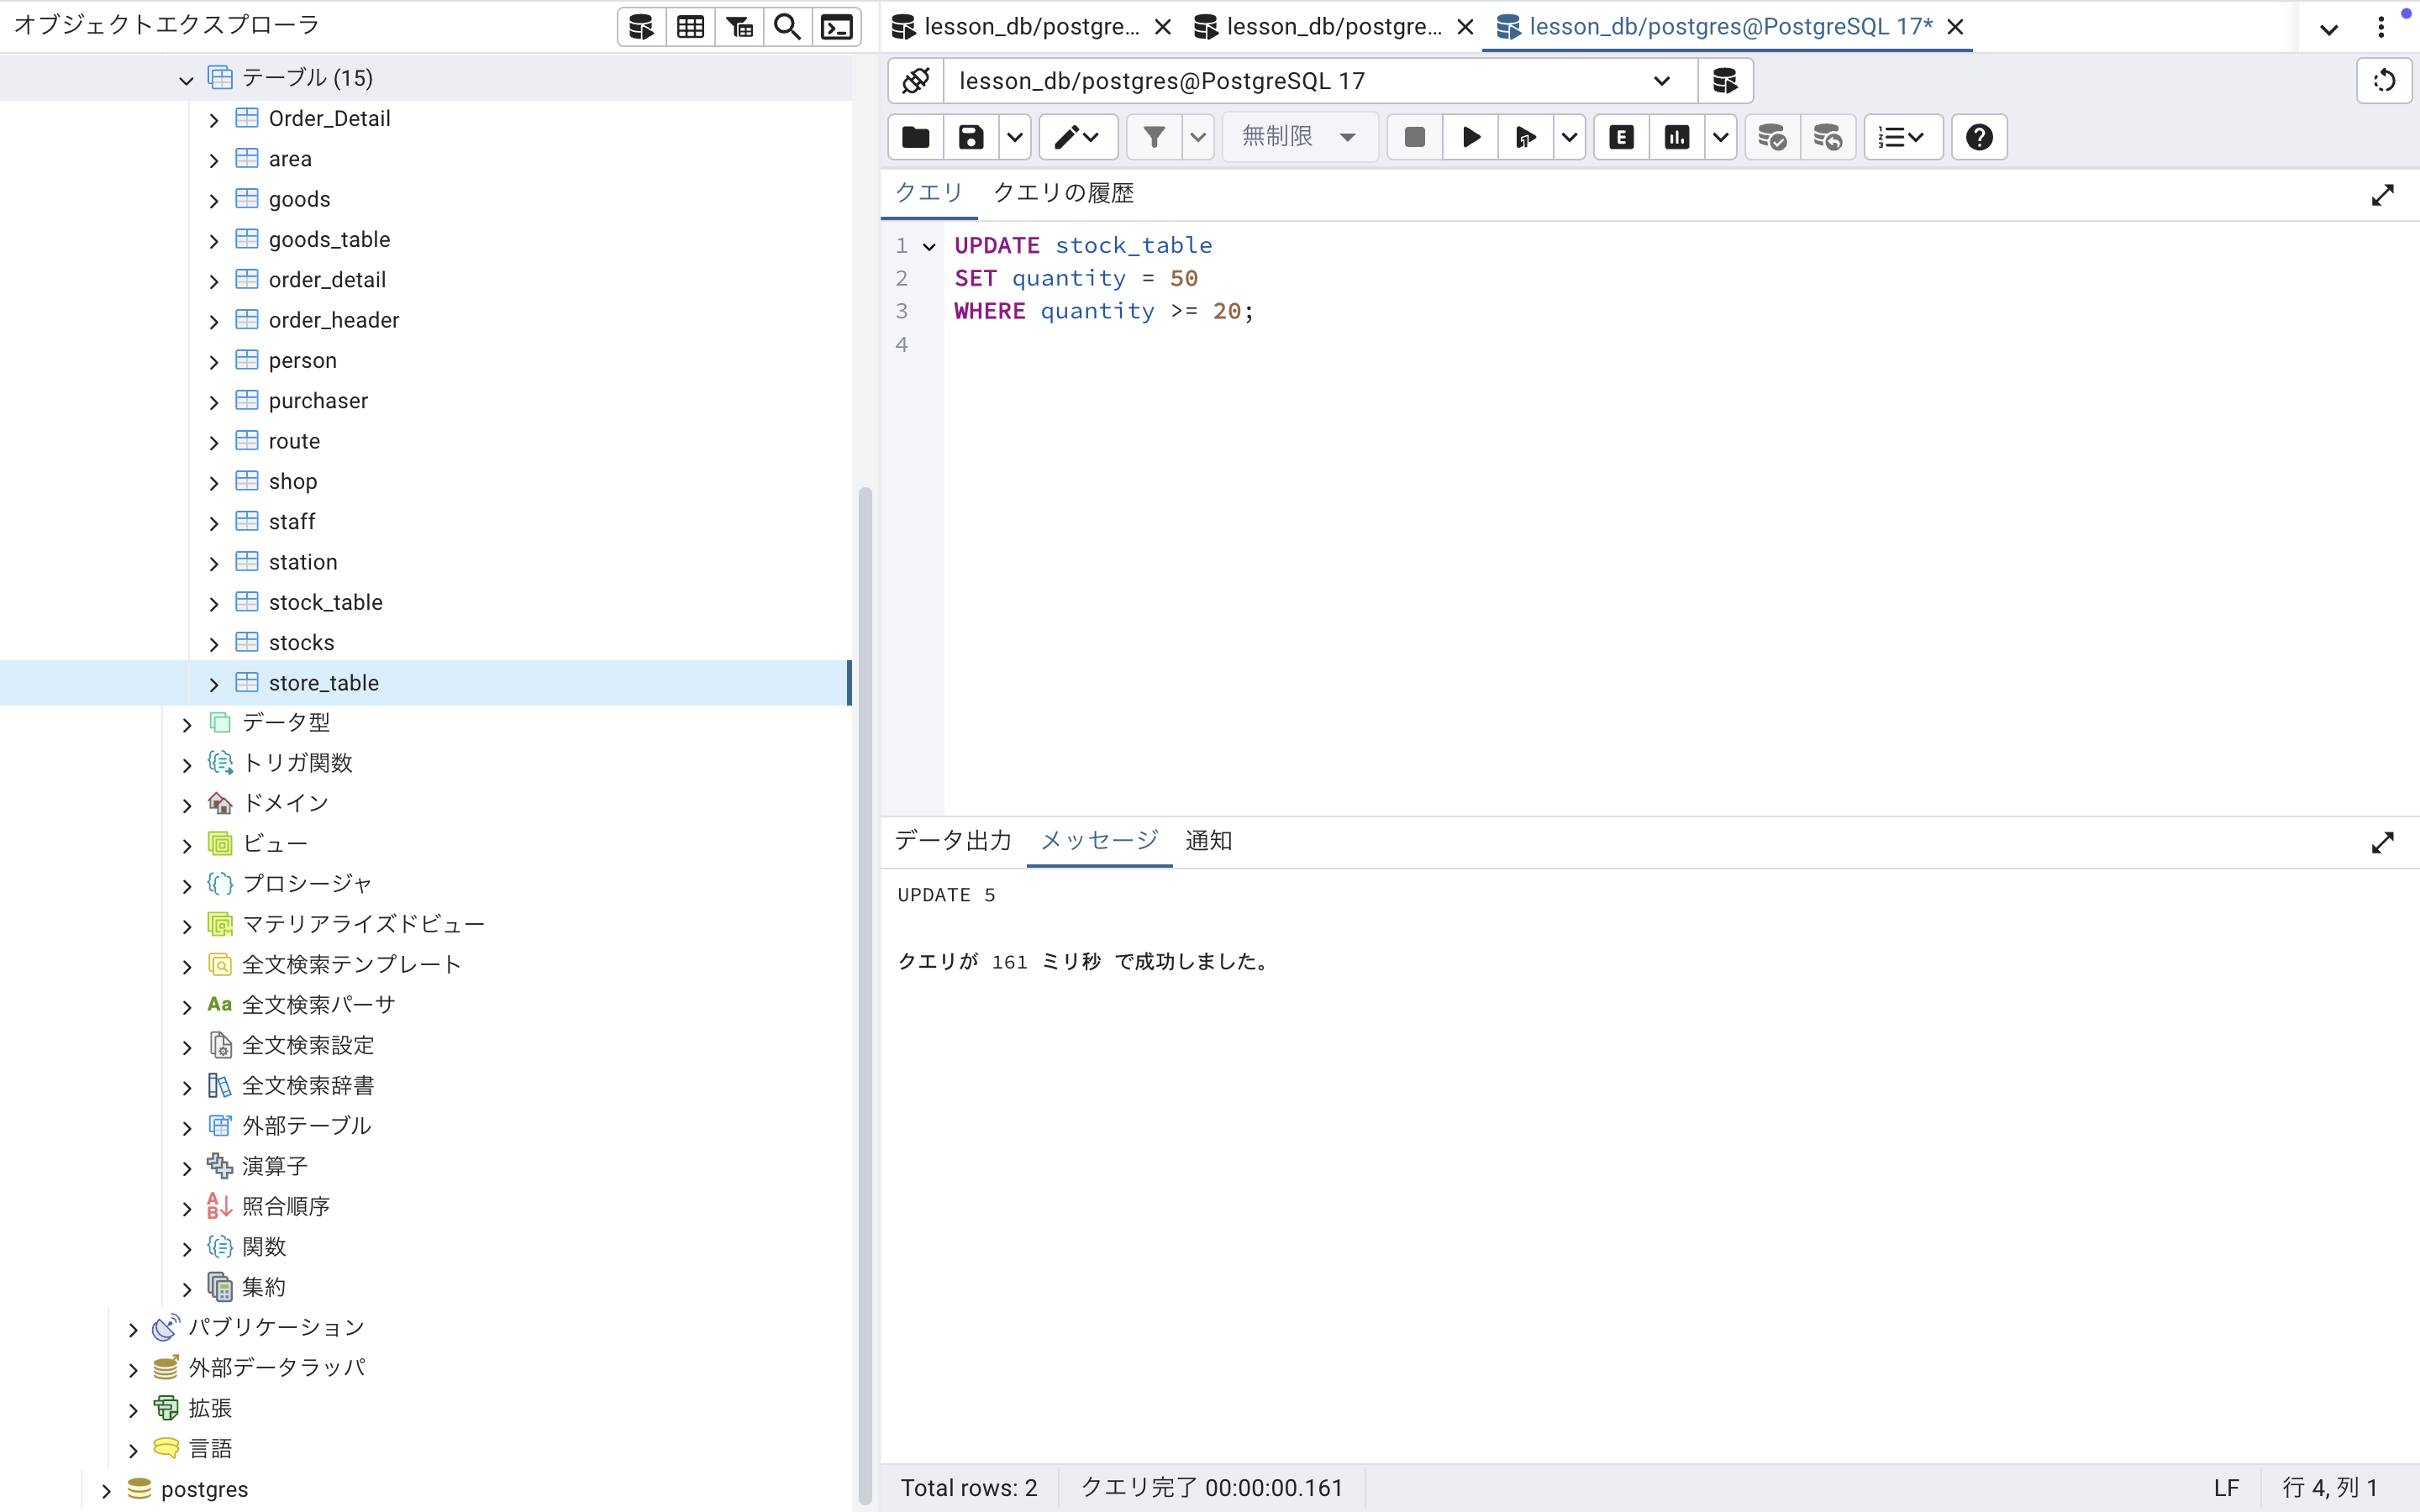 オブジェクトエクスプローラ
テーブル (15)
Order_Detail
area
goods
goods_table
order_detail
order_header
person
purchaser
route
shop
staff
station
stock_table
stocks
store_table
データ型
トリガ関数
ドメイン
ビュー
プロシージャ
マテリアライズドビュー
全文検索テンプレート
Aa 全文検索パーサ
全文検索設定
全文検索辞書
外部テーブル
演算子
照合順序
関数
集約
パブリケーション
外部データラッパ
拡張
言語
postgres
lesson_db/postgre... lesson_db/postgre... lesson_db/postgres@PostgreSQL 17*
lesson_db/postgres@PostgreSQL 17
無制限
クエリ クエリの履歴
1 UPDATE stock_table
2 SET quantity = 50
3 WHERE quantity >= 20;
4
データ出力 メッセージ 通知
UPDATE 5
クエリが 161 ミリ秒 で成功しました。
Total rows: 2 クエリ完了 00:00:00.161 LF 行 4, 列 1